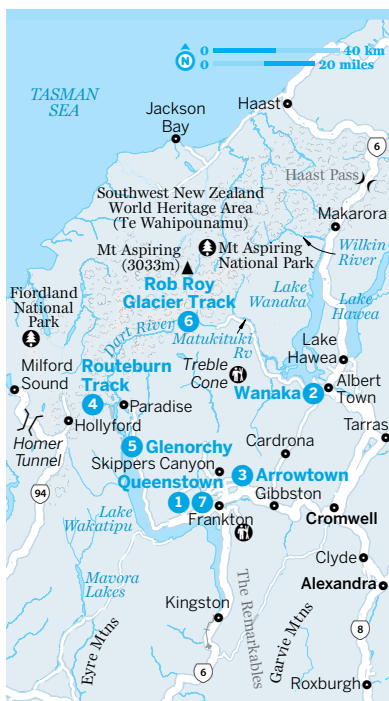 0 40 km
N
0 20 miles
TASMAN
SEA
Jackson
Bay
Haast
6
Haast Pass
Southwest New Zealand
World Heritage Area
(Te Wahipounamu)
Makarora
Mt Aspiring
(3033m)
Mt Aspiring
National Park
Wilkin
River
Rob Roy
Glacier Track
6
Lake
Wanaka
Lake
Hawea
Fiordland
National
Park
Dart River
Matukituki
Rv
Milford
Sound
Routeburn
Track
4
Treble
Cone
Lake
Hawea
Wanaka 2
Albert
Town
Paradise
Hollyford
Tarras
Homer
Tunnel
5 Glenorchy
Cardrona
Skippers Canyon
3 Arrowtown
Queenstown
1 7
Gibbston
94
Frankton
Cromwell
Lake
Wakatipu
Clyde
Mavora
Lakes
Alexandra
Kingston
The Remarkables
Garvie Mtns
Eyre Mtns
8
6
Roxburgh